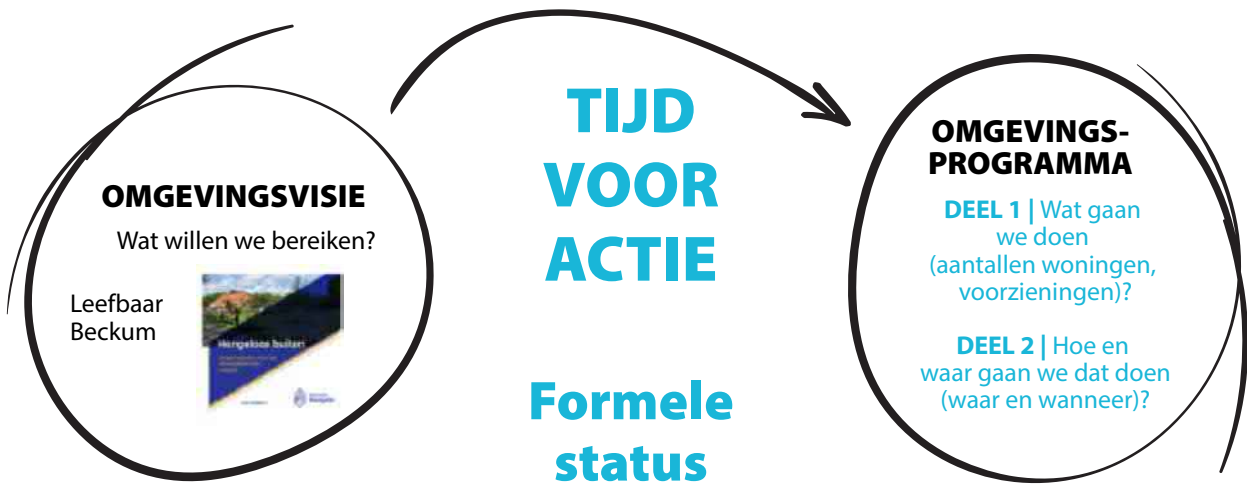 OMGEVINGSVISIE
Wat willen we bereiken?
Leefbaar
Beckum
Hengeloos buiten
TIJD
VOOR
ACTIE
Formele
status
OMGEVINGS-
PROGRAMMA
DEEL 1 | Wat gaan
we doen
(aantallen woningen,
voorzieningen)?
DEEL 2 | Hoe en
waar gaan we dat doen
(waar en wanneer)?